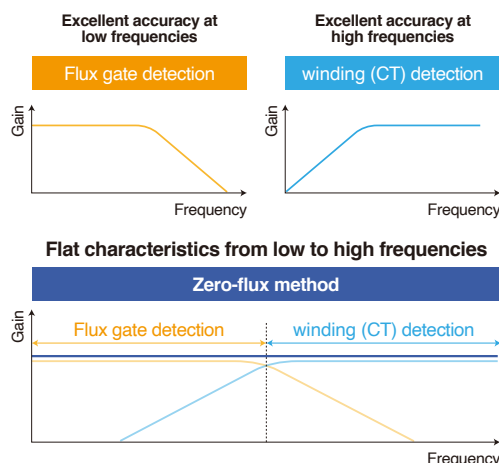 Excellent accuracy at
low frequencies
Flux gate detection
Gain
Frequency
Excellent accuracy at
high frequencies
winding (CT) detection
Gain
Frequency
Flat characteristics from low to high frequencies
Zero-flux method
Gain
Flux gate detection
winding (CT) detection
Frequency